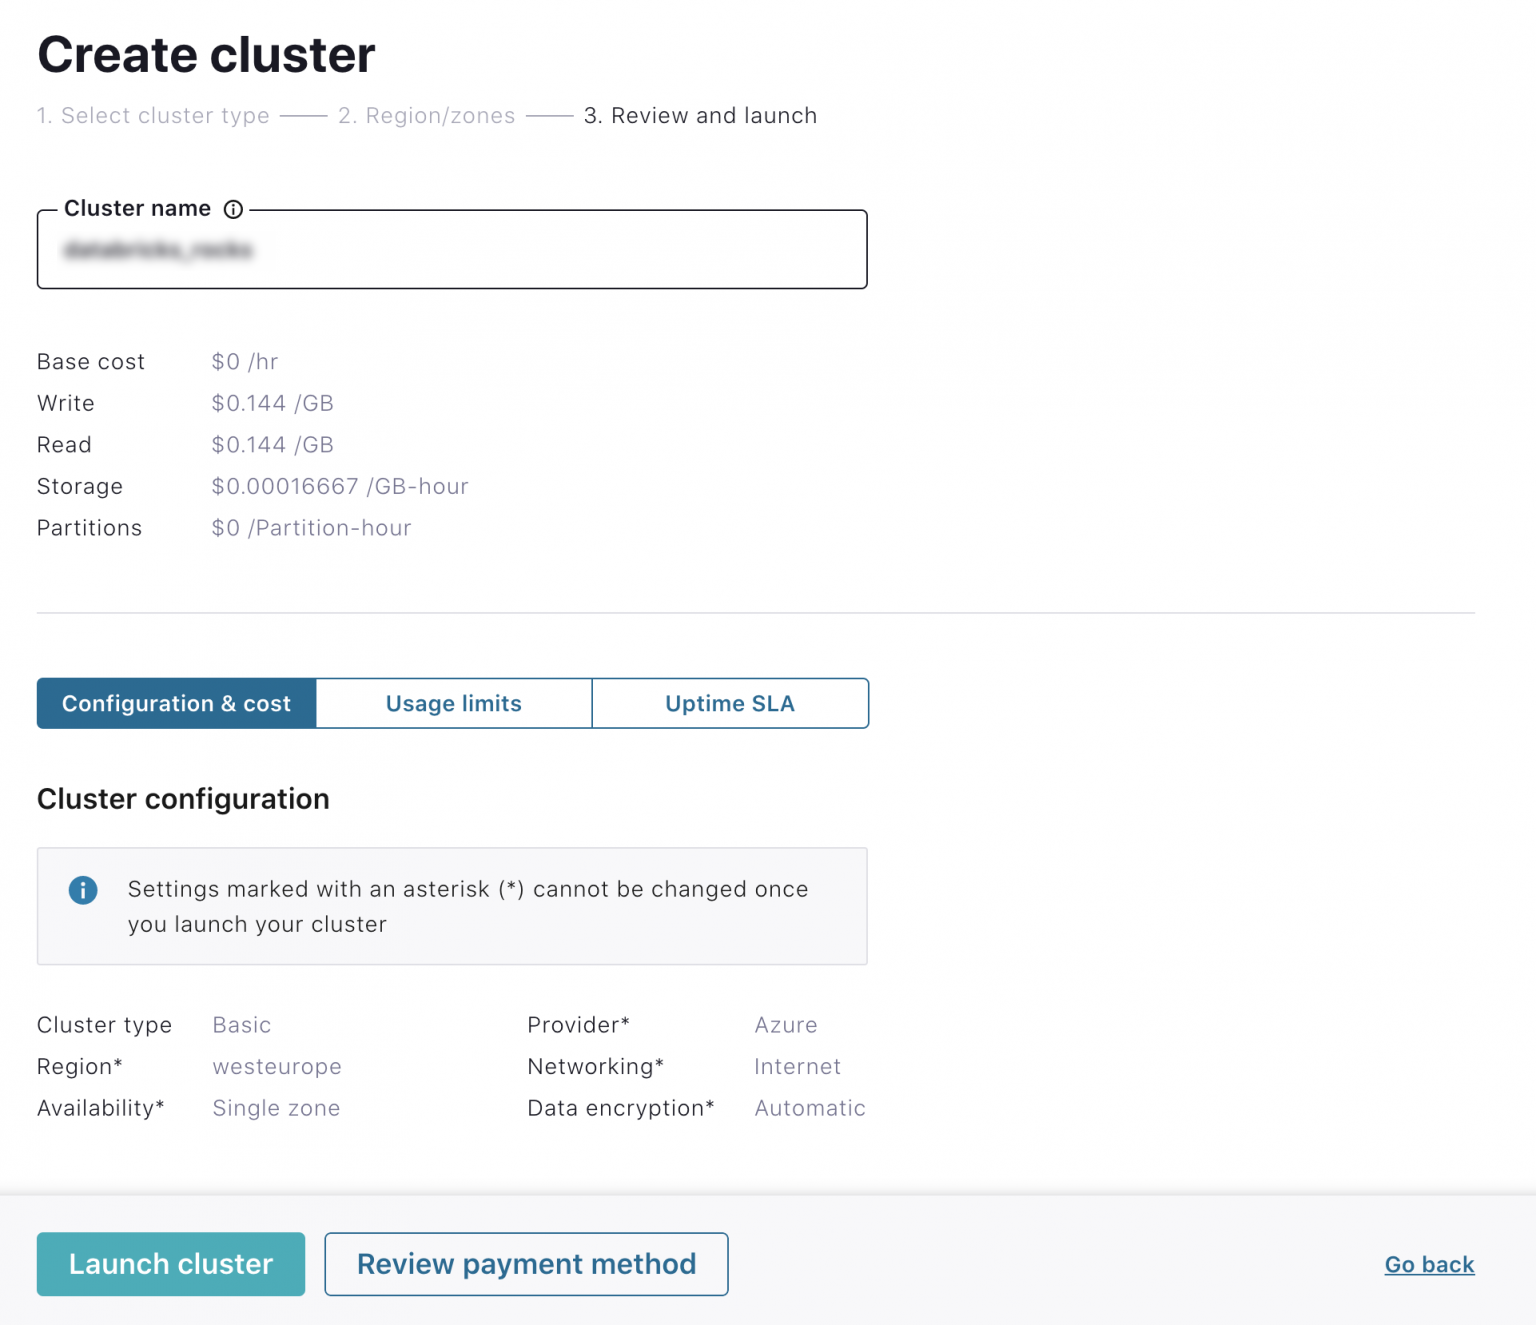 Create cluster
1. Select cluster type 2. Region/zones 3. Review and launch
Cluster name
Base cost $0 /hr
Write $0.144 /GB
Read $0.144 /GB
Storage $0.00016667 /GB-hour
Partitions $0 /Partition-hour
Configuration & cost Usage limits Uptime SLA
Cluster configuration
Settings marked with an asterisk (*) cannot be changed once
you launch your cluster
Cluster type Basic Provider* Azure
Region* westeurope Networking* Internet
Availability* Single zone Data encryption* Automatic
Launch cluster Review payment method Go back